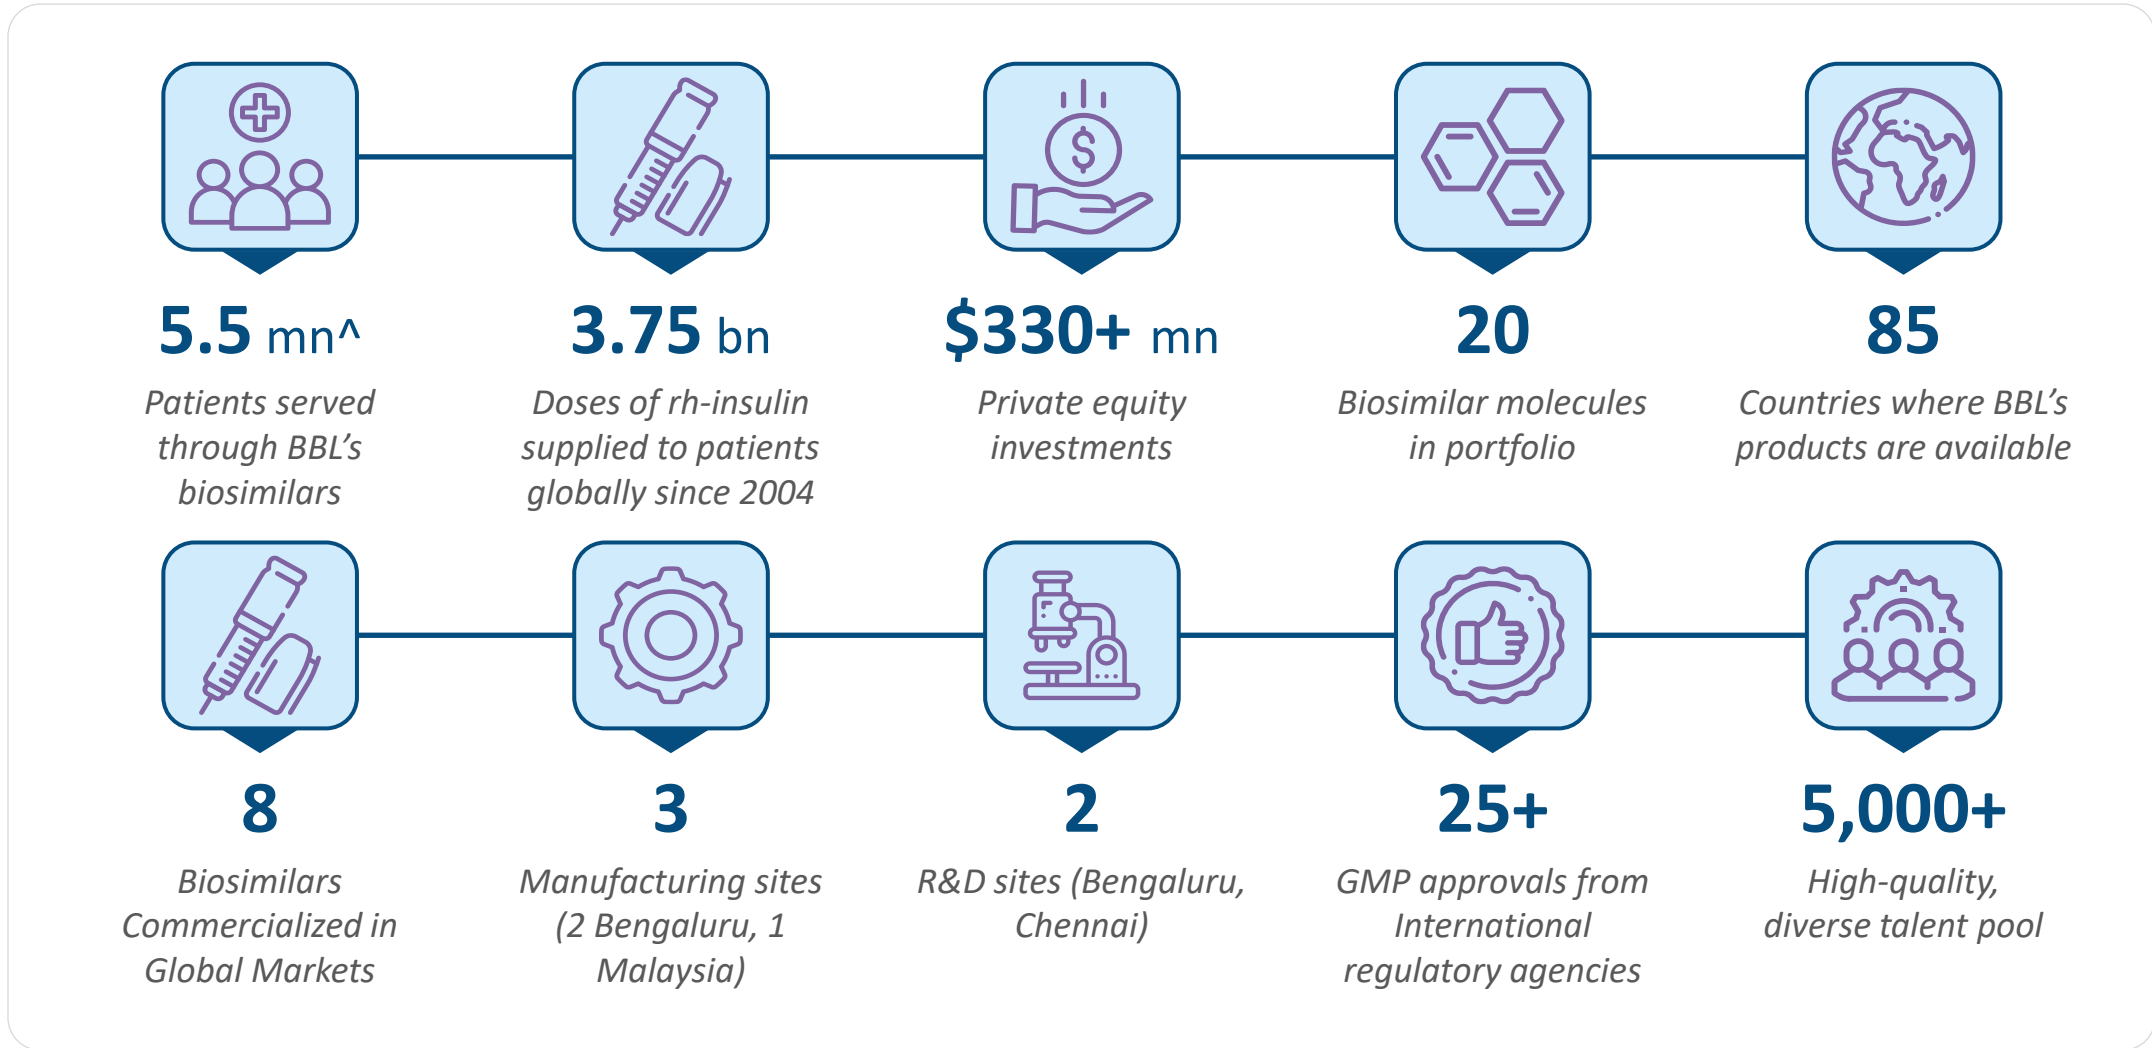 5.5 mn^
Patients served
through BBL’s
biosimilars
3.75 bn
Doses of rh-insulin
supplied to patients
globally since 2004
$330+ mn
Private equity
investments
20
Biosimilar molecules
in portfolio
85
Countries where BBL’s
products are available
8
Biosimilars
Commercialized in
Global Markets
3
Manufacturing sites
(2 Bengaluru, 1
Malaysia)
2
R&D sites (Bengaluru,
Chennai)
25+
GMP approvals from
International
regulatory agencies
5,000+
High-quality,
diverse talent pool